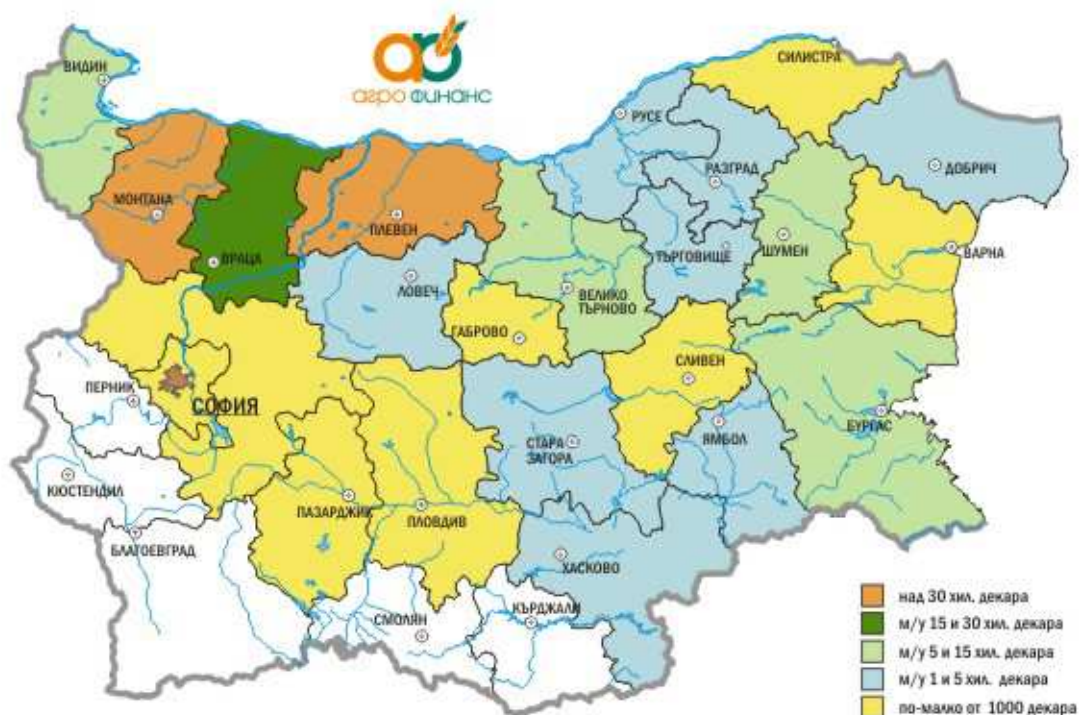 агро финанс
ВИДИН
СИЛИСТРА
РУСЕ
ДОБРИЧ
РАЗГРАД
МОНТАНА
ПЛЕВЕН
ВРАЦА
ТЪРГОВИЩЕ
ШУМЕН
ВАРНА
ЛОВЕЧ
ВЕЛИКО
ТЪРНОВО
ГАБРОВО
СЛИВЕН
ПЕРНИК
СОФИЯ
БУРГАС
СТАРА
ЗАГОРА
ЯМБОЛ
КЮСТЕНДИЛ
ПАЗАРДЖИК
ПЛОВДИВ
БЛАГОЕВГРАД
ХАСКОВО
СМОЛЯН
КЪРДЖАЛИ
над 30 хил. декара
м/у 15 и 30 хил. декара
м/у 5 и 15 хил. декара
м/у 1 и 5 хил. декара
по-малко от 1000 декара